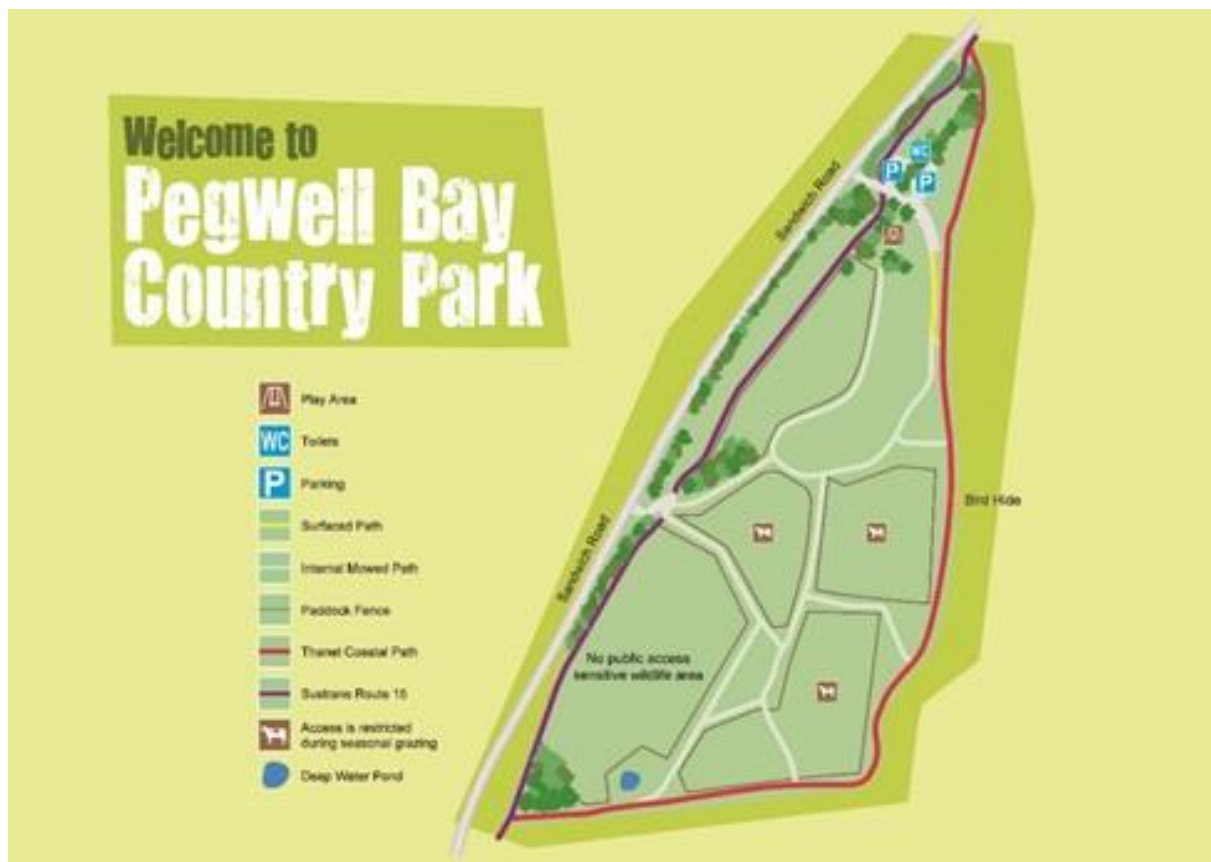 Welcome to
Pegwell Bay
Country Park
Play Area
WC
Toilets
P
Parking
Surfaced Path
Internal Mowed Path
Paddock Fence
Thanet Coastal Path
Sustrans Route 15
Access is restricted
during seasonal grazing
Deep Water Pond
Sandwich Road
WC
P
P
Bird Hide
Sandwich Road
No public access
sensitive wildlife area